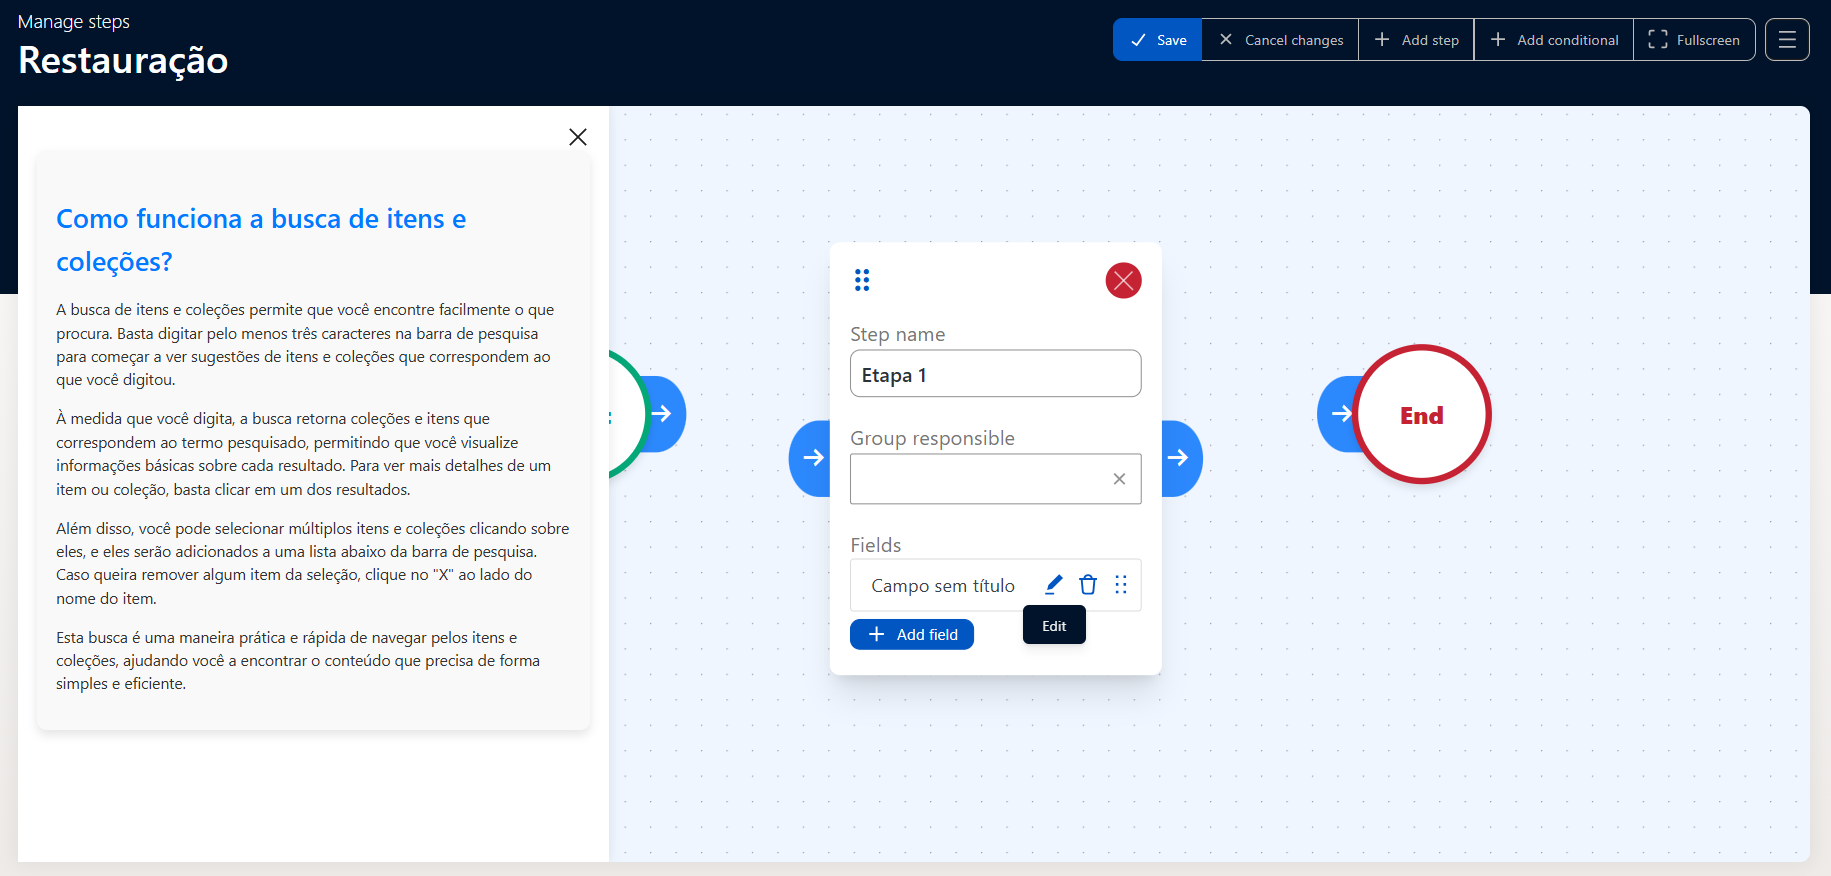 Manage steps
Restauração
Save
Cancel changes
Add step
Add conditional
Fullscreen
Como funciona a busca de itens e
coleções?
A busca de itens e coleções permite que você encontre facilmente o que
procura. Basta digitar pelo menos três caracteres na barra de pesquisa
para começar a ver sugestões de itens e coleções que correspondem ao
que você digitou.
À medida que você digita, a busca retorna coleções e itens que
correspondem ao termo pesquisado, permitindo que você visualize
informações básicas sobre cada resultado. Para ver mais detalhes de um
item ou coleção, basta clicar em um dos resultados.
Além disso, você pode selecionar múltiplos itens e coleções clicando sobre
eles, e eles serão adicionados a uma lista abaixo da barra de pesquisa.
Caso queira remover algum item da seleção, clique no "X" ao lado do
nome do item.
Esta busca é uma maneira prática e rápida de navegar pelos itens e
coleções, ajudando você a encontrar o conteúdo que precisa de forma
simples e eficiente.
Step name
Etapa 1
Group responsible
Fields
Campo sem título
Edit
Add field
End